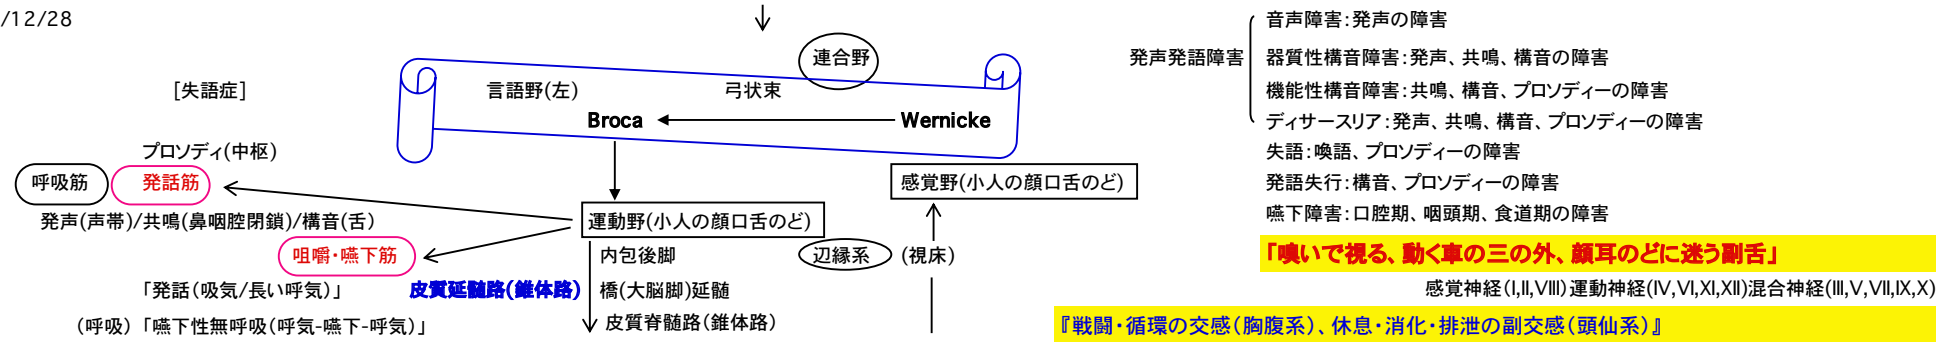 /12/28
音声障害：発声の障害
連合野
発声発語障害
器質性構音障害：発声、共鳴、構音の障害
［失語症］
言語野(左)
弓状束
機能性構音障害：共鳴、構音、プロソディーの障害
Broca
Wernicke
ディサースリア：発声、共鳴、構音、プロソディーの障害
プロソディ(中枢)
失語：喚語、プロソディーの障害
呼吸筋
発話筋
感覚野(小人の顔口舌のど)
発語失行：構音、プロソディーの障害
発声(声帯)/共鳴(鼻咽腔閉鎖)/構音(舌)
運動野(小人の顔口舌のど)
嚥下障害：口腔期、咽頭期、食道期の障害
咀嚼・嚥下筋
内包後脚
辺縁系
(視床)
「嗅いで視る、動く車の三の外、顔耳のどに迷う副舌」
「発話（吸気/長い呼気）」
皮質延髄路(錐体路)
橋(大脳脚)延髄
感覚神経(Ⅰ,Ⅱ,Ⅷ)運動神経(Ⅳ,Ⅵ,Ⅺ,Ⅻ)混合神経(Ⅲ,Ⅴ,Ⅶ,Ⅸ,Ⅹ)
（呼吸）「嚥下性無呼吸（呼気-嚥下-呼気）」
皮質脊髄路（錐体路）
『戦闘・循環の交感（胸腹系）、休息・消化・排泄の副交感（頭仙系）』